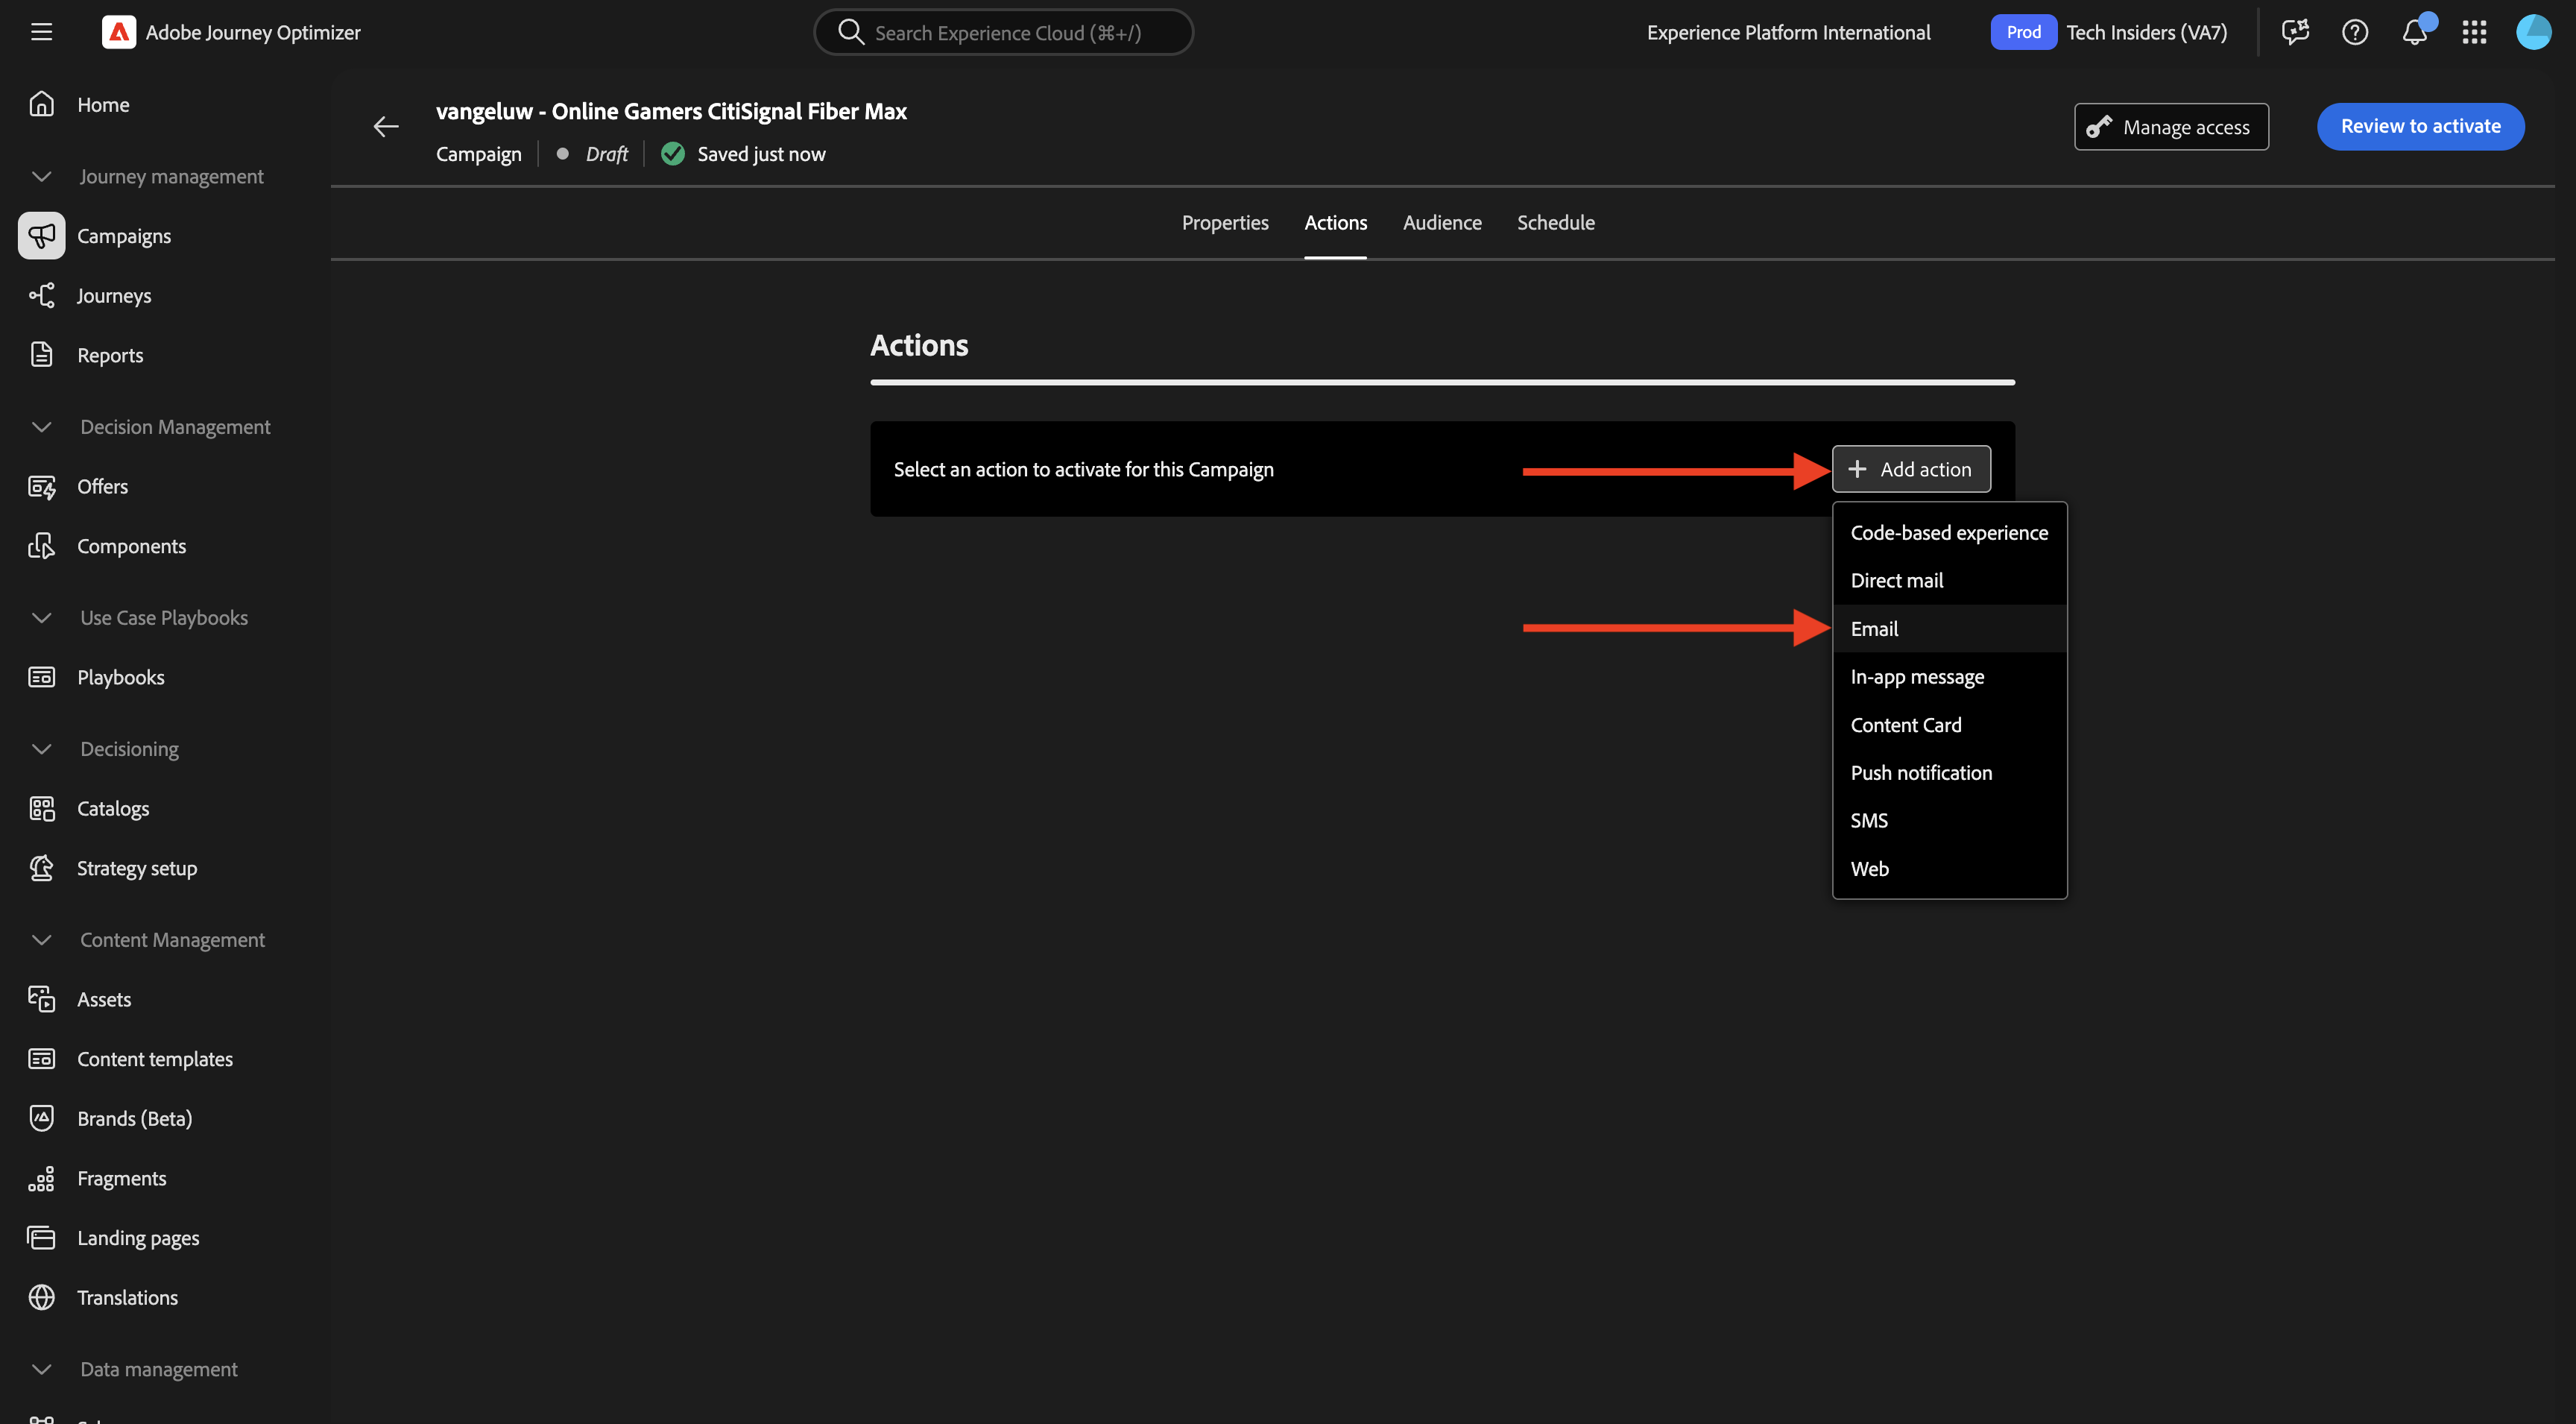 Adobe Journey Optimizer
Search Experience Cloud (⌘+/)
Experience Platform International
Prod
Tech Insiders (VA7)
Home
Journey management
Campaigns
Journeys
Reports
Decision Management
Offers
Components
Use Case Playbooks
Playbooks
Decisioning
Catalogs
Strategy setup
Content Management
Assets
Content templates
Brands (Beta)
Fragments
Landing pages
Translations
Data management
vangeluw - Online Gamers CitiSignal Fiber Max
Campaign
Draft
Saved just now
Manage access
Review to activate
Properties
Actions
Audience
Schedule
Actions
Select an action to activate for this Campaign
Add action
Code-based experience
Direct mail
Email
In-app message
Content Card
Push notification
SMS
Web